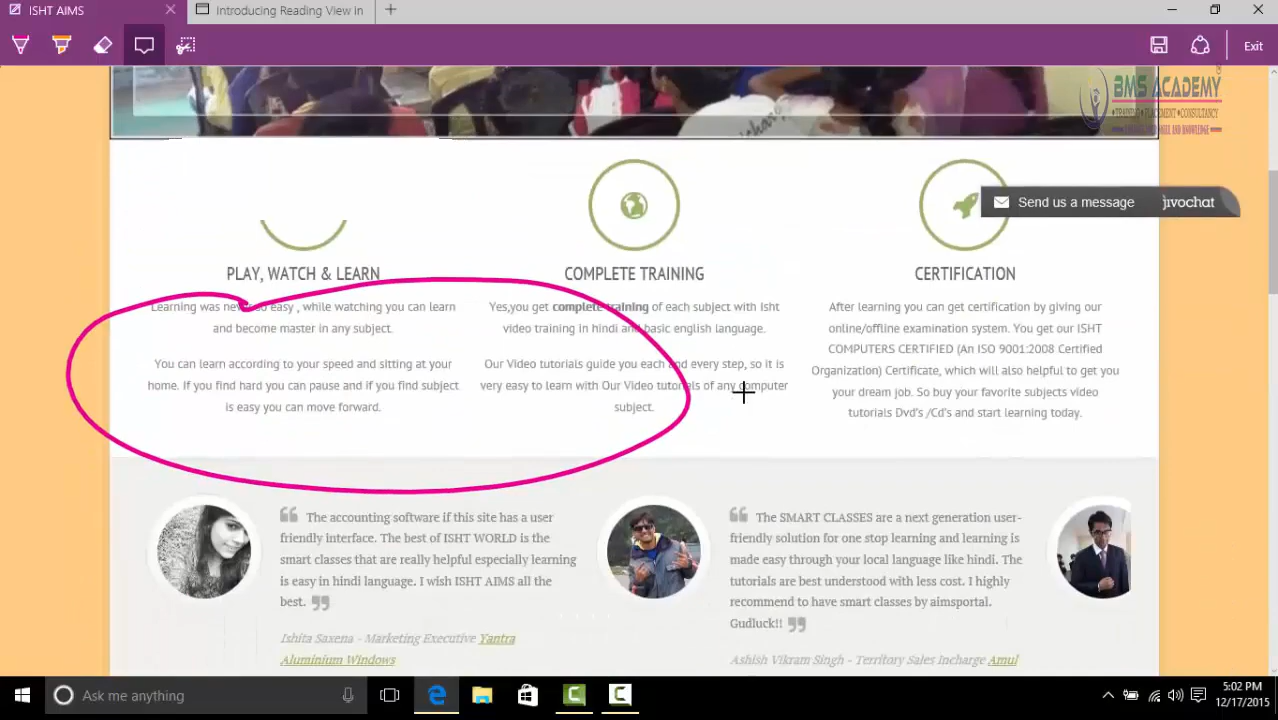 ISHT AIMS
Introducing Reading View in
Exit
BMS ACADEMY
TRAINING PLACEMENT CONSULTANCY
Send us a message jivochat
PLAY, WATCH & LEARN
Learning was never so easy , while watching you can learn
and become master in any subject.
You can learn according to your speed and sitting at your
home. If you find hard you can pause and if you find subject
is easy you can move forward.
COMPLETE TRAINING
Yes,you get complete training of each subject with Isht
video training in hindi and basic english language.
Our Video tutorials guide you each and every step, so it is
very easy to learn with Our Video tutorials of any computer
subject.
CERTIFICATION
After learning you can get certification by giving our
online/offline examination system. You get our ISHT
COMPUTERS CERTIFIED (An ISO 9001:2008 Certified
Organization) Certificate, which will also helpful to get you
your dream job. So buy your favorite subjects video
tutorials Dvd's /Cd's and start learning today.
The accounting software if this site has a user
friendly interface. The best of ISHT WORLD is the
smart classes that are really helpful especially learning
is easy in hindi language. I wish ISHT AIMS all the
best.
Ishita Saxena - Marketing Executive Yantra
Aluminium Windows
The SMART CLASSES are a next generation user-
friendly solution for one stop learning and learning is
made easy through your local language like hindi. The
tutorials are best understood with less cost. I highly
recommend to have smart classes by aimsportal.
Gudluck!!
Ashish Vikram Singh - Territory Sales Incharge Amul
Ask me anything
5:02 PM
12/17/2015